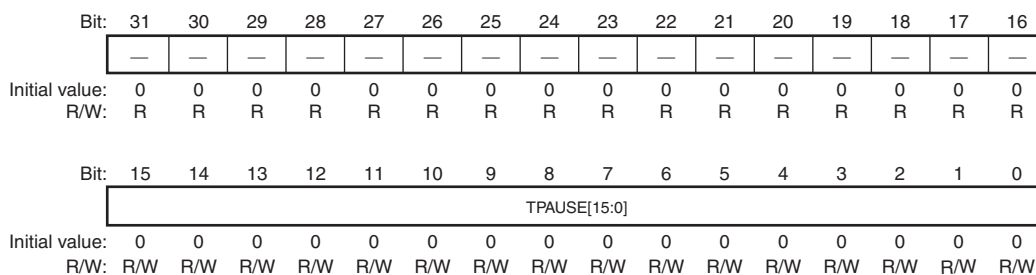 Bit: 31 30 29 28 27 26 25 24 23 22 21 20 19 18 17 16
— — — — — — — — — — — — — — — —
Initial value: 0 0 0 0 0 0 0 0 0 0 0 0 0 0 0 0
R/W: R R R R R R R R R R R R R R R R
Bit: 15 14 13 12 11 10 9 8 7 6 5 4 3 2 1 0
TPAUSE[15:0]
Initial value: 0 0 0 0 0 0 0 0 0 0 0 0 0 0 0 0
R/W: R/W R/W R/W R/W R/W R/W R/W R/W R/W R/W R/W R/W R/W R/W R/W R/W